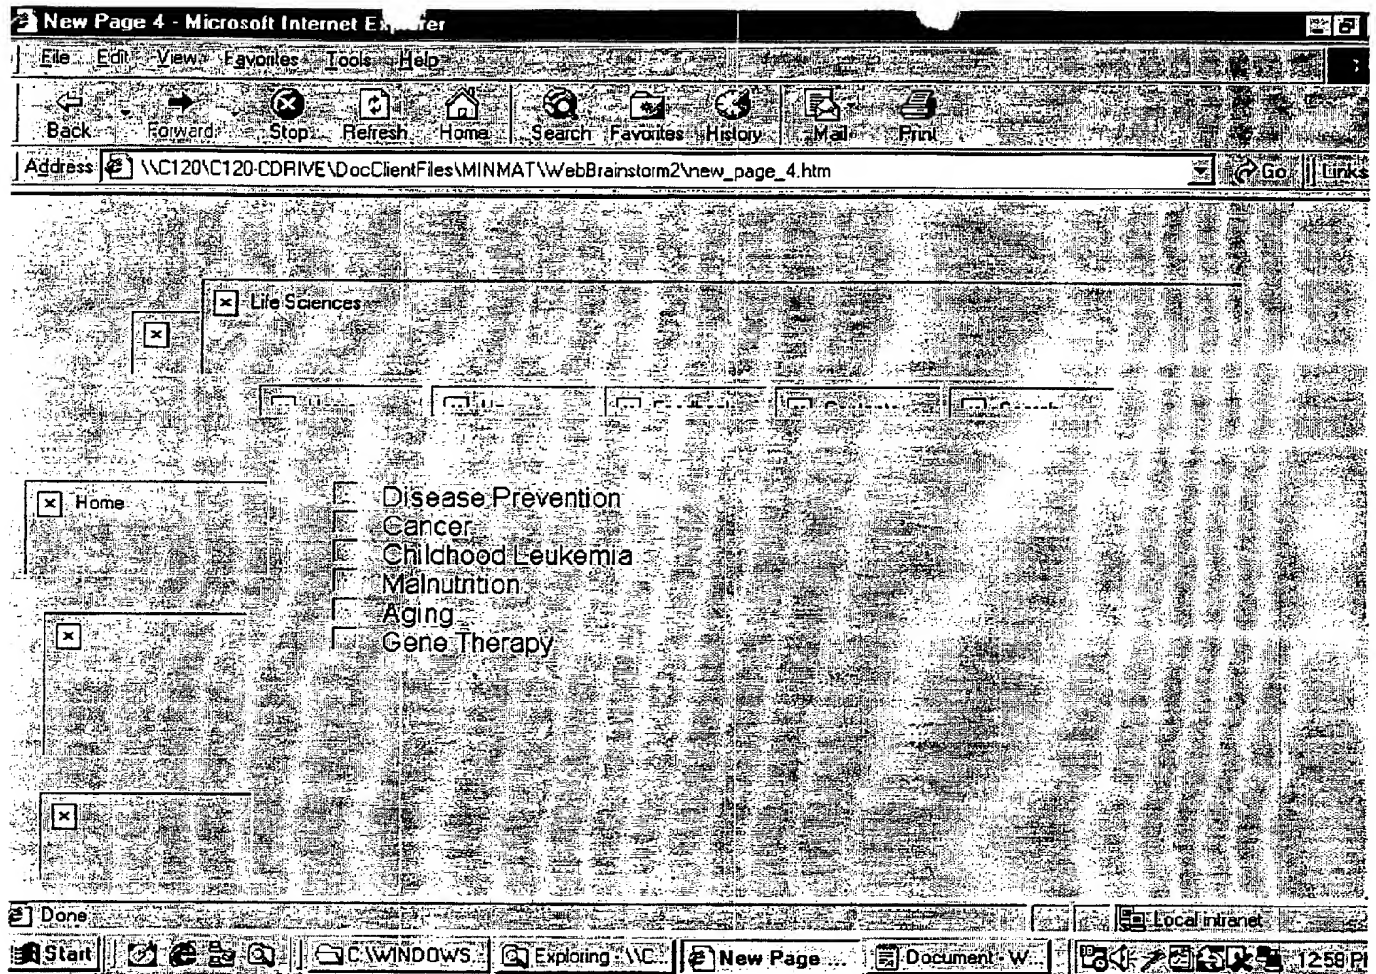 New Page 4 - Microsoft Internet Explorer
File Edit View Favorites Tools Help
Back Forward Stop Refresh Home Search Favorites History Mail Print
Address \\C120\C120-CDRIVE\DocClientFiles\MINMAT\WebBrainstorm2\new_page_4.htm Go Links
Life Sciences
Home
Disease Prevention
Cancer
Childhood Leukemia
Malnutrition
Aging
Gene Therapy
Done Local intranet
Start C:\WINDOWS... Exploring - \\C... New Page ... Document - W... 12:58 P